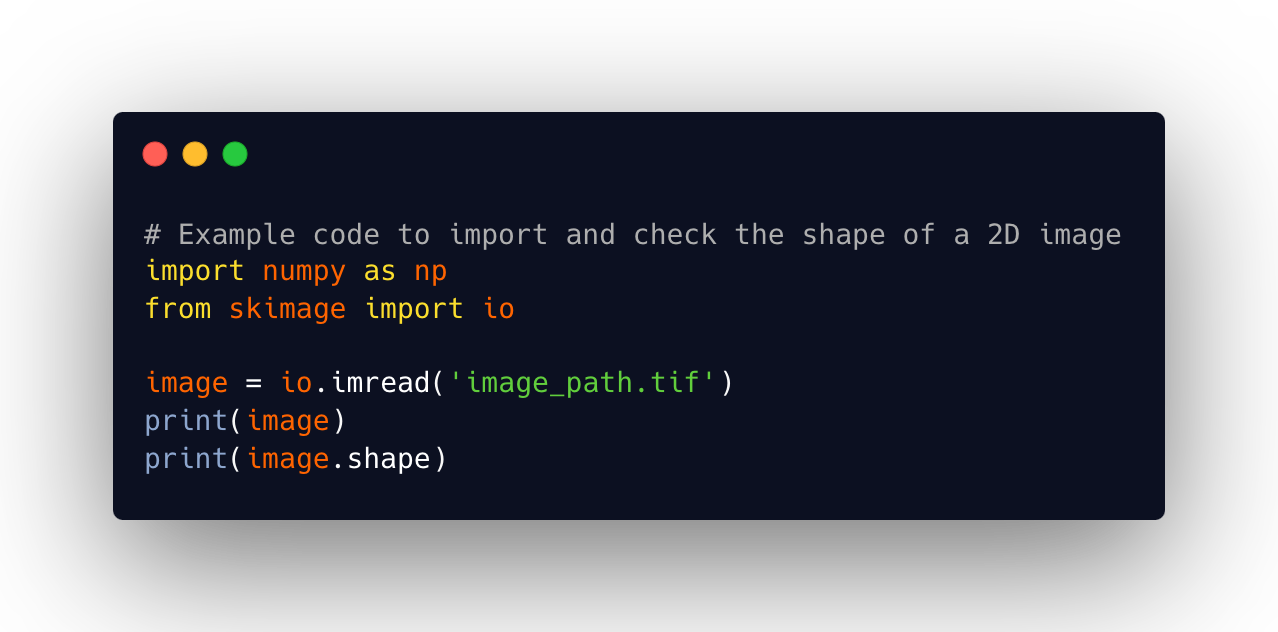 # Example code to import and check the shape of a 2D image
import numpy as np
from skimage import io

image = io.imread('image_path.tif')
print(image)
print(image.shape)